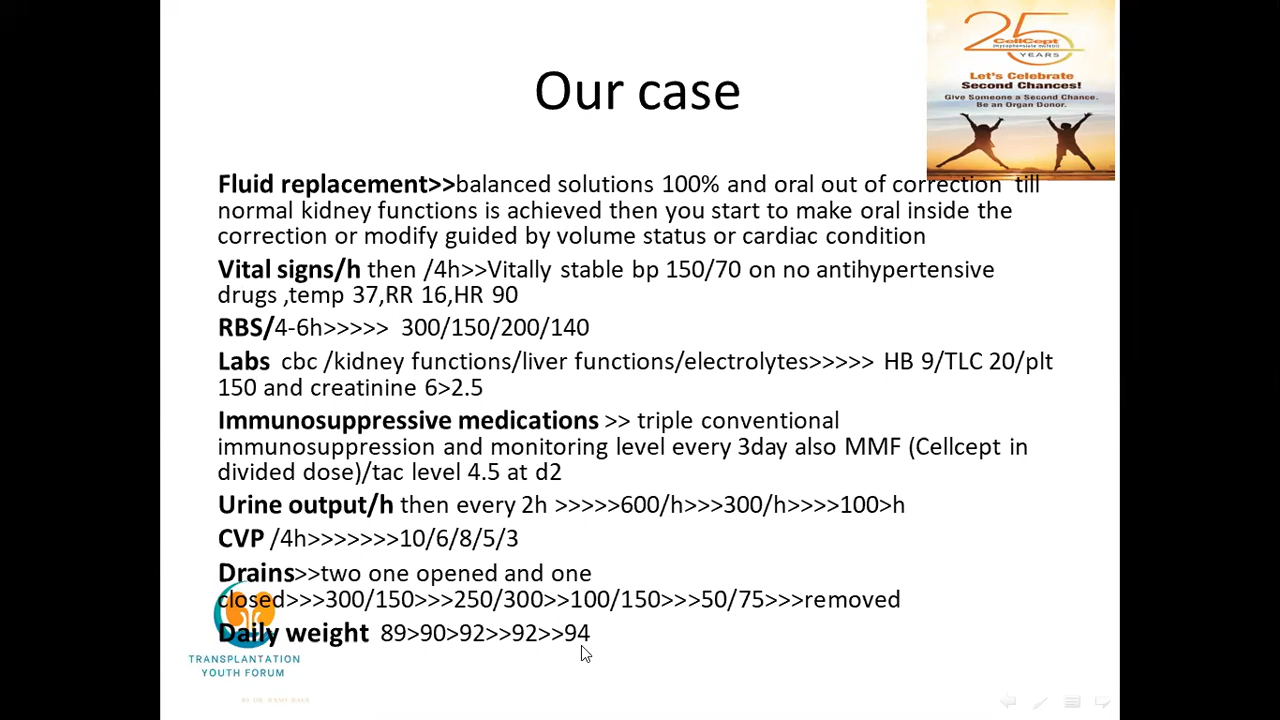 25
CellCept
(mycophenolate mofetil)
YEARS
Let's Celebrate
Second Chances!
Give Someone a Second Chance.
Be an Organ Donor.
Our case
Fluid replacement>>balanced solutions 100% and oral out of correction till
normal kidney functions is achieved then you start to make oral inside the
correction or modify guided by volume status or cardiac condition
Vital signs/h then /4h>>Vitally stable bp 150/70 on no antihypertensive
drugs ,temp 37,RR 16,HR 90
RBS/4-6h>>>>> 300/150/200/140
Labs cbc /kidney functions/liver functions/electrolytes>>>>> HB 9/TLC 20/plt
150 and creatinine 6>2.5
Immunosuppressive medications >> triple conventional
immunosuppression and monitoring level every 3day also MMF (Cellcept in
divided dose)/tac level 4.5 at d2
Urine output/h then every 2h >>>>>600/h>>>300/h>>>>100>h
CVP /4h>>>>>>>10/6/8/5/3
Drains>>two one opened and one
closed>>>300/150>>>250/300>>100/150>>>50/75>>>removed
Daily weight 89>90>92>>92>>94
TRANSPLANTATION
YOUTH FORUM